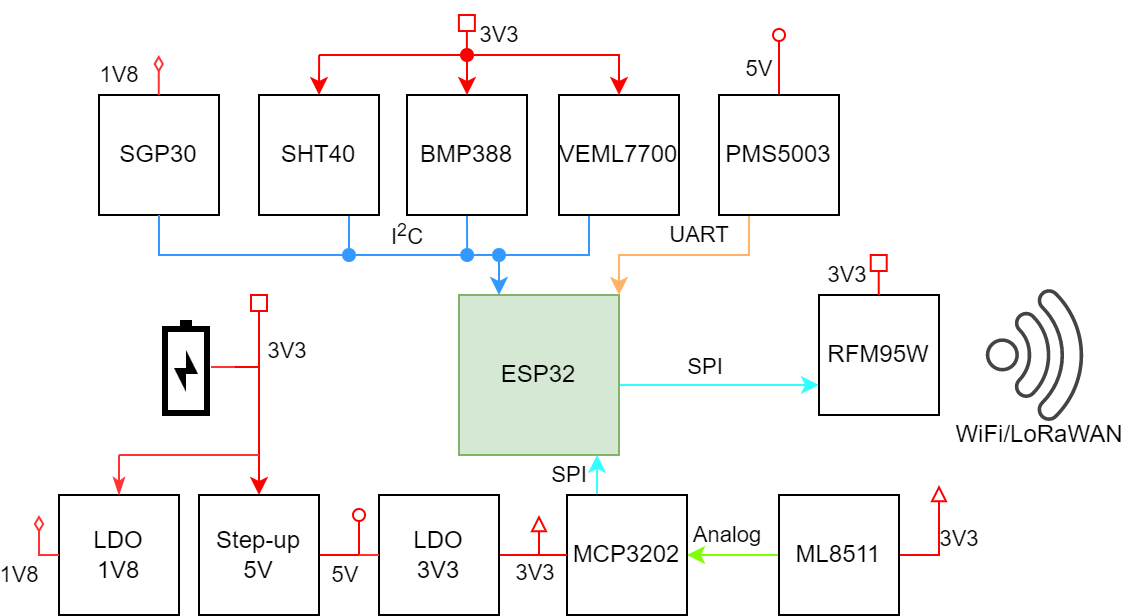 3V3
1V8
5V
SGP30
SHT40
BMP388
VEML7700
PMS5003
I²C
UART
3V3
3V3
ESP32
SPI
RFM95W
WiFi/LoRaWAN
SPI
LDO
1V8
Step-up
5V
LDO
3V3
MCP3202
Analog
ML8511
3V3
1V8
5V
3V3